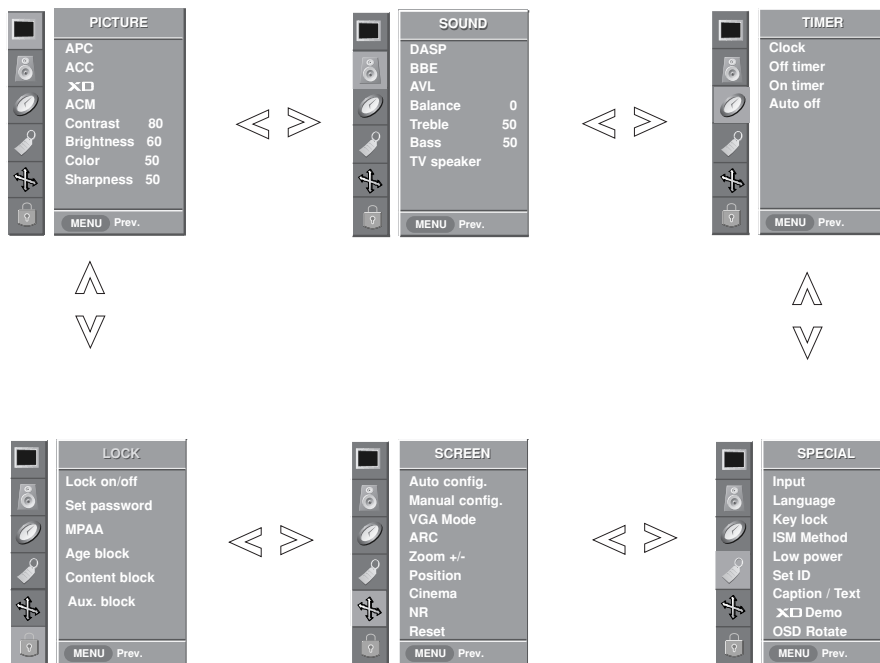 PICTURE
APC
ACC
XD
ACM
Contrast 80
Brightness 60
Color 50
Sharpness 50
MENU Prev.
SOUND
DASP
BBE
AVL
Balance 0
Treble 50
Bass 50
TV speaker
MENU Prev.
TIMER
Clock
Off timer
On timer
Auto off
MENU Prev.
LOCK
Lock on/off
Set password
MPAA
Age block
Content block
Aux. block
MENU Prev.
SCREEN
Auto config.
Manual config.
VGA Mode
ARC
Zoom +/-
Position
Cinema
NR
Reset
MENU Prev.
SPECIAL
Input
Language
Key lock
ISM Method
Low power
Set ID
Caption / Text
XD Demo
OSD Rotate
MENU Prev.